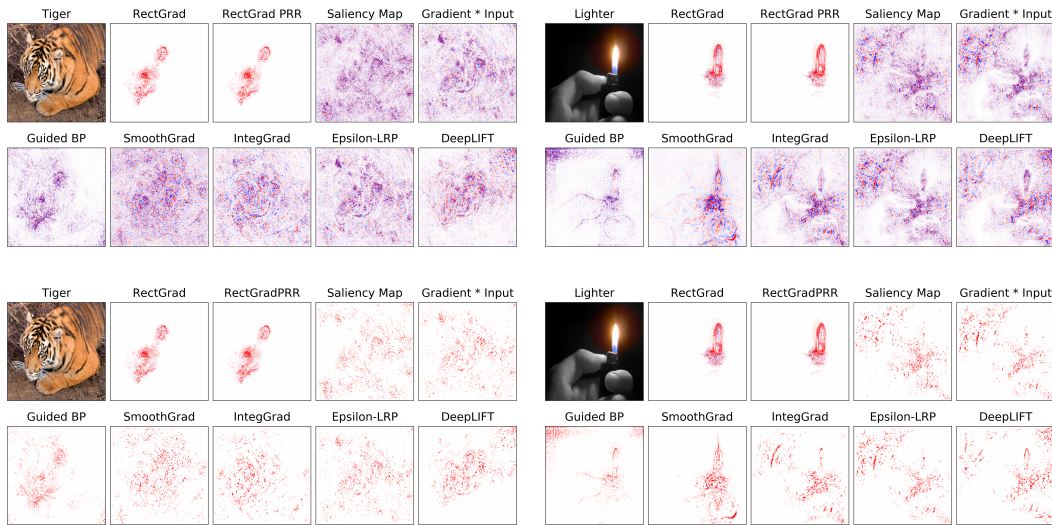 Tiger RectGrad RectGrad PRR Saliency Map Gradient * Input
Guided BP SmoothGrad IntegGrad Epsilon-LRP DeepLIFT
Lighter RectGrad RectGrad PRR Saliency Map Gradient * Input
Guided BP SmoothGrad IntegGrad Epsilon-LRP DeepLIFT
Tiger RectGrad RectGradPRR Saliency Map Gradient * Input
Guided BP SmoothGrad IntegGrad Epsilon-LRP DeepLIFT
Lighter RectGrad RectGradPRR Saliency Map Gradient * Input
Guided BP SmoothGrad IntegGrad Epsilon-LRP DeepLIFT